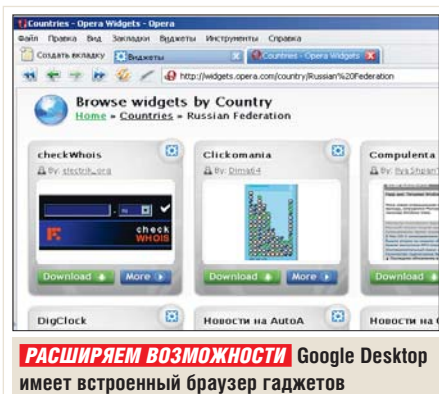 Countries - Opera Widgets - Opera
Файл Правка Вид Закладки Виджеты Инструменты Справка
Создать вкладку Виджеты Countries - Opera Widgets
http://widgets.opera.com/country/Russian%20Federation
Browse widgets by Country
Home » Countries » Russian Federation
checkWhois Clickomania Compulenta
By: electrik_org By: Dima64 By:
ru check WHOIS
Download More Download More Download
DigClock Новости на AutoA Новости на
РАСШИРЯЕМ ВОЗМОЖНОСТИ Google Desktop
имеет встроенный браузер гаджетов